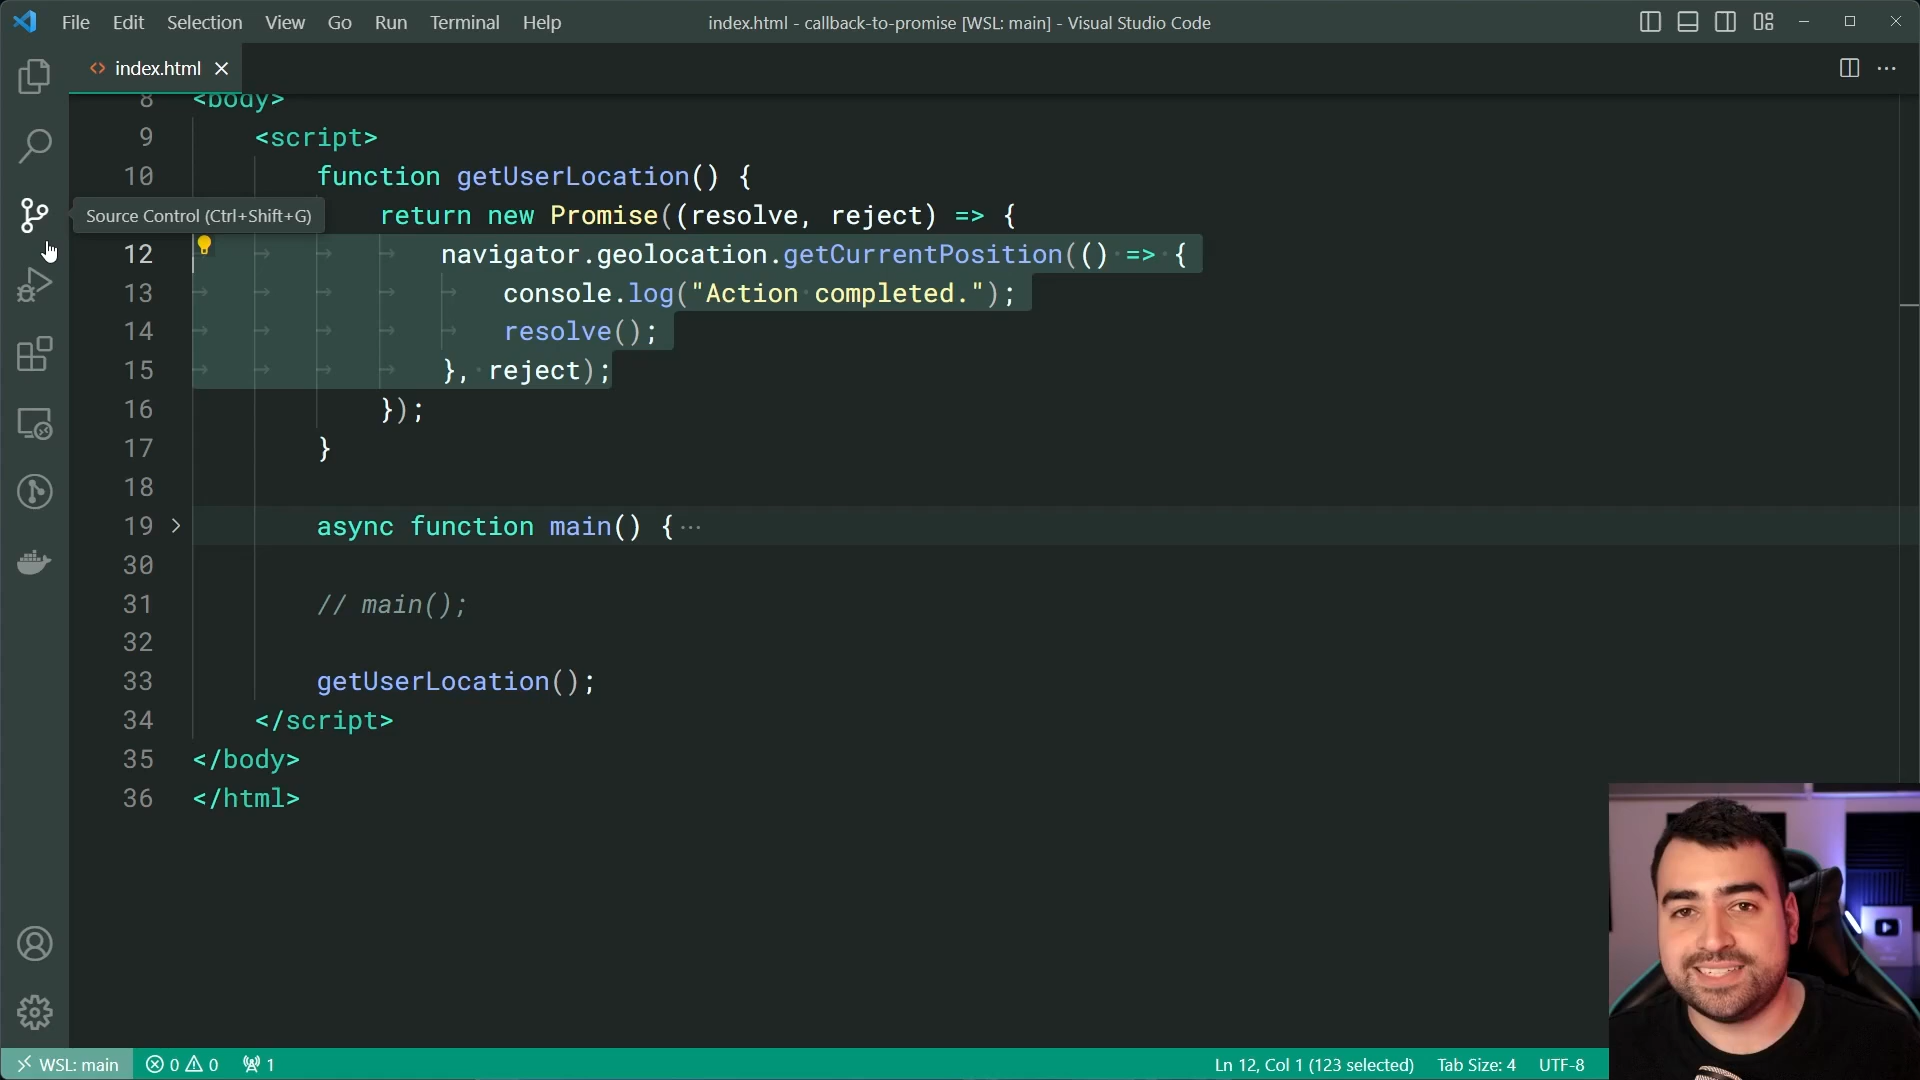 File Edit Selection View Go Run Terminal Help
index.html - callback-to-promise [WSL: main] - Visual Studio Code
index.html
8 <body>
9 <script>
10 function getUserLocation() {
Source Control (Ctrl+Shift+G)
return new Promise((resolve, reject) => {
12 navigator.geolocation.getCurrentPosition(() => {
13 console.log("Action completed.");
14 resolve();
15 }, reject);
16 });
17 }
18
19 async function main() {
30
31 // main();
32
33 getUserLocation();
34 </script>
35 </body>
36 </html>
WSL: main 0 0 1
Ln 12, Col 1 (123 selected) Tab Size: 4 UTF-8